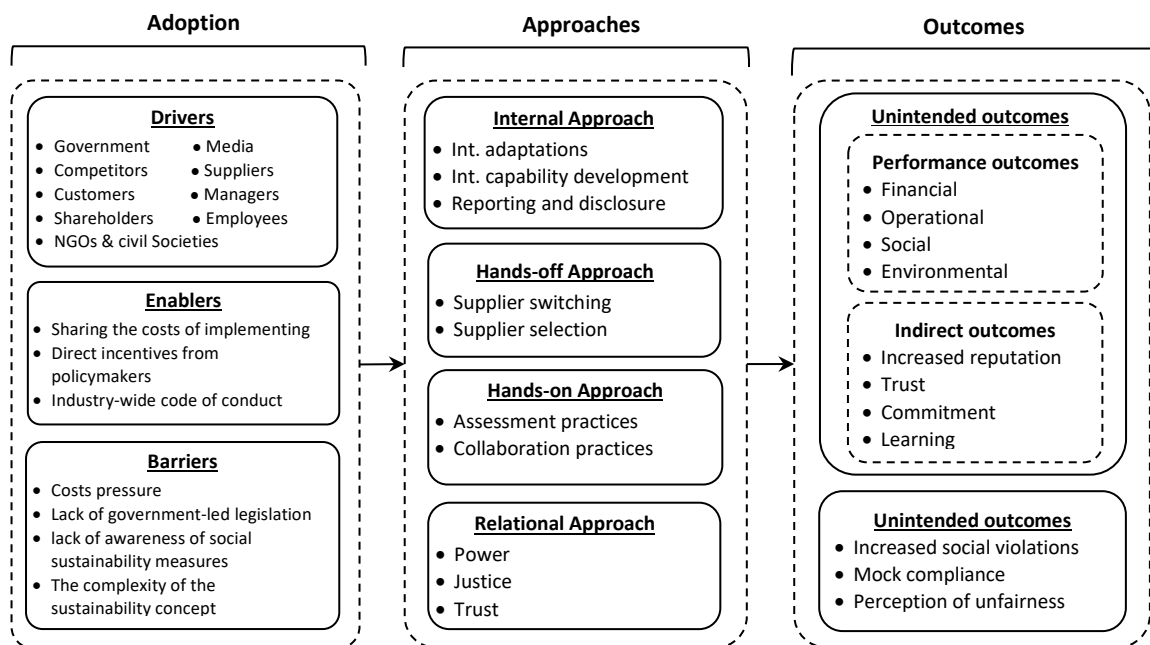 Adoption
Drivers
• Government
• Media
• Competitors
• Suppliers
• Customers
• Managers
• Shareholders
• Employees
• NGOs & civil Societies
Enablers
• Sharing the costs of implementing
• Direct incentives from
policymakers
• Industry-wide code of conduct
Barriers
• Costs pressure
• Lack of government-led legislation
• lack of awareness of social
sustainability measures
• The complexity of the
sustainability concept
Approaches
Internal Approach
• Int. adaptations
• Int. capability development
• Reporting and disclosure
Hands-off Approach
• Supplier switching
• Supplier selection
Hands-on Approach
• Assessment practices
• Collaboration practices
Relational Approach
• Power
• Justice
• Trust
Outcomes
Unintended outcomes
Performance outcomes
• Financial
• Operational
• Social
• Environmental
Indirect outcomes
• Increased reputation
• Trust
• Commitment
• Learning
Unintended outcomes
• Increased social violations
• Mock compliance
• Perception of unfairness